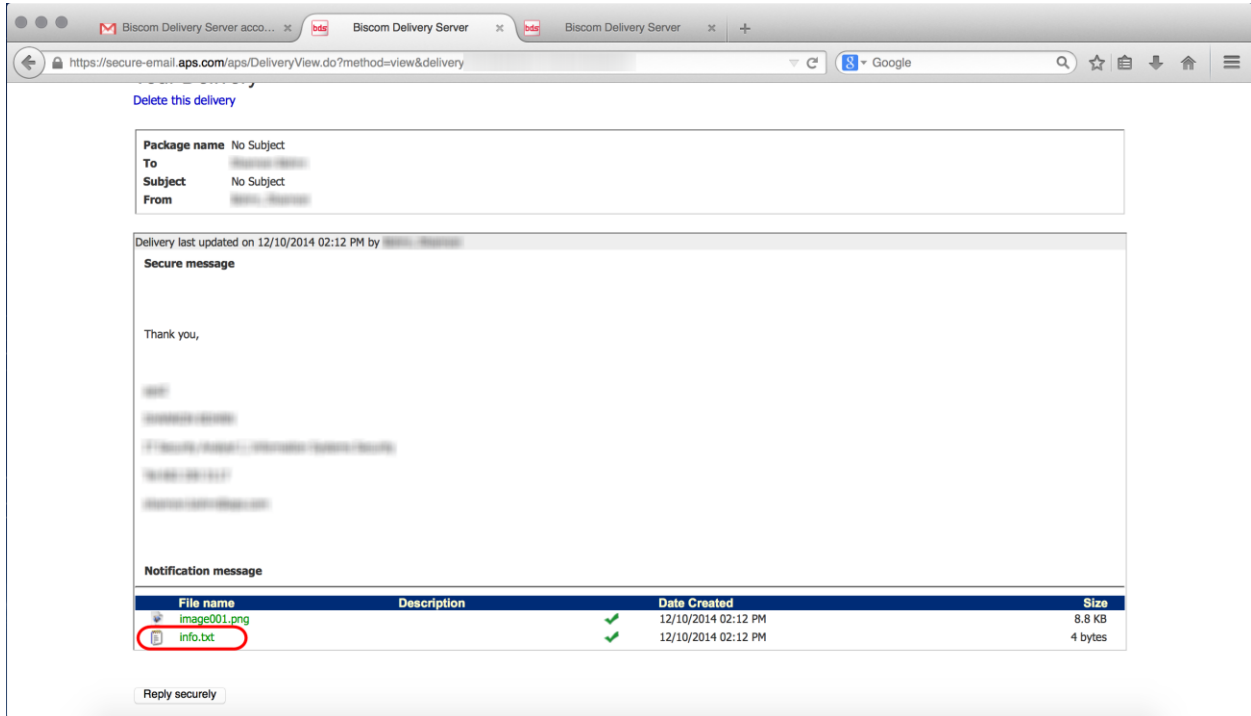 Biscom Delivery Server acco... × bds Biscom Delivery Server × bds Biscom Delivery Server × +
https://secure-email.aps.com/aps/DeliveryView.do?method=view&delivery Google
Your Delivery
Delete this delivery
Package name No Subject
To
Subject No Subject
From
Delivery last updated on 12/10/2014 02:12 PM by
Secure message
Thank you,
Notification message
File name Description Date Created Size
image001.png 12/10/2014 02:12 PM 8.8 KB
info.txt 12/10/2014 02:12 PM 4 bytes
Reply securely